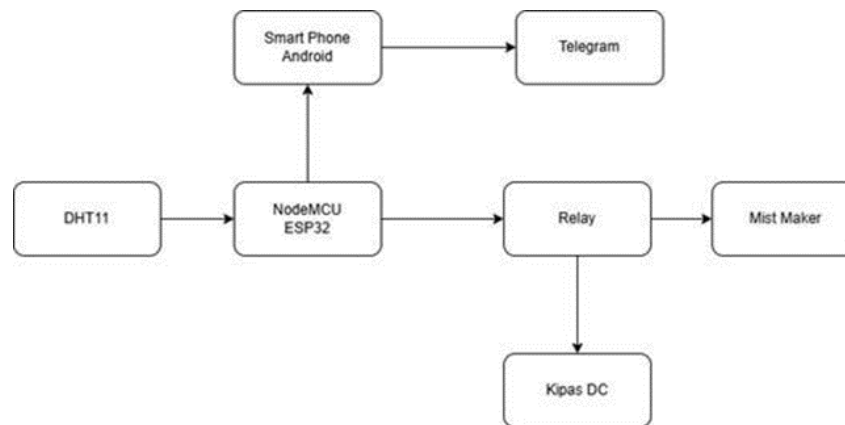 Smart Phone
Android
Telegram
DHT11
NodeMCU
ESP32
Relay
Mist Maker
Kipas DC